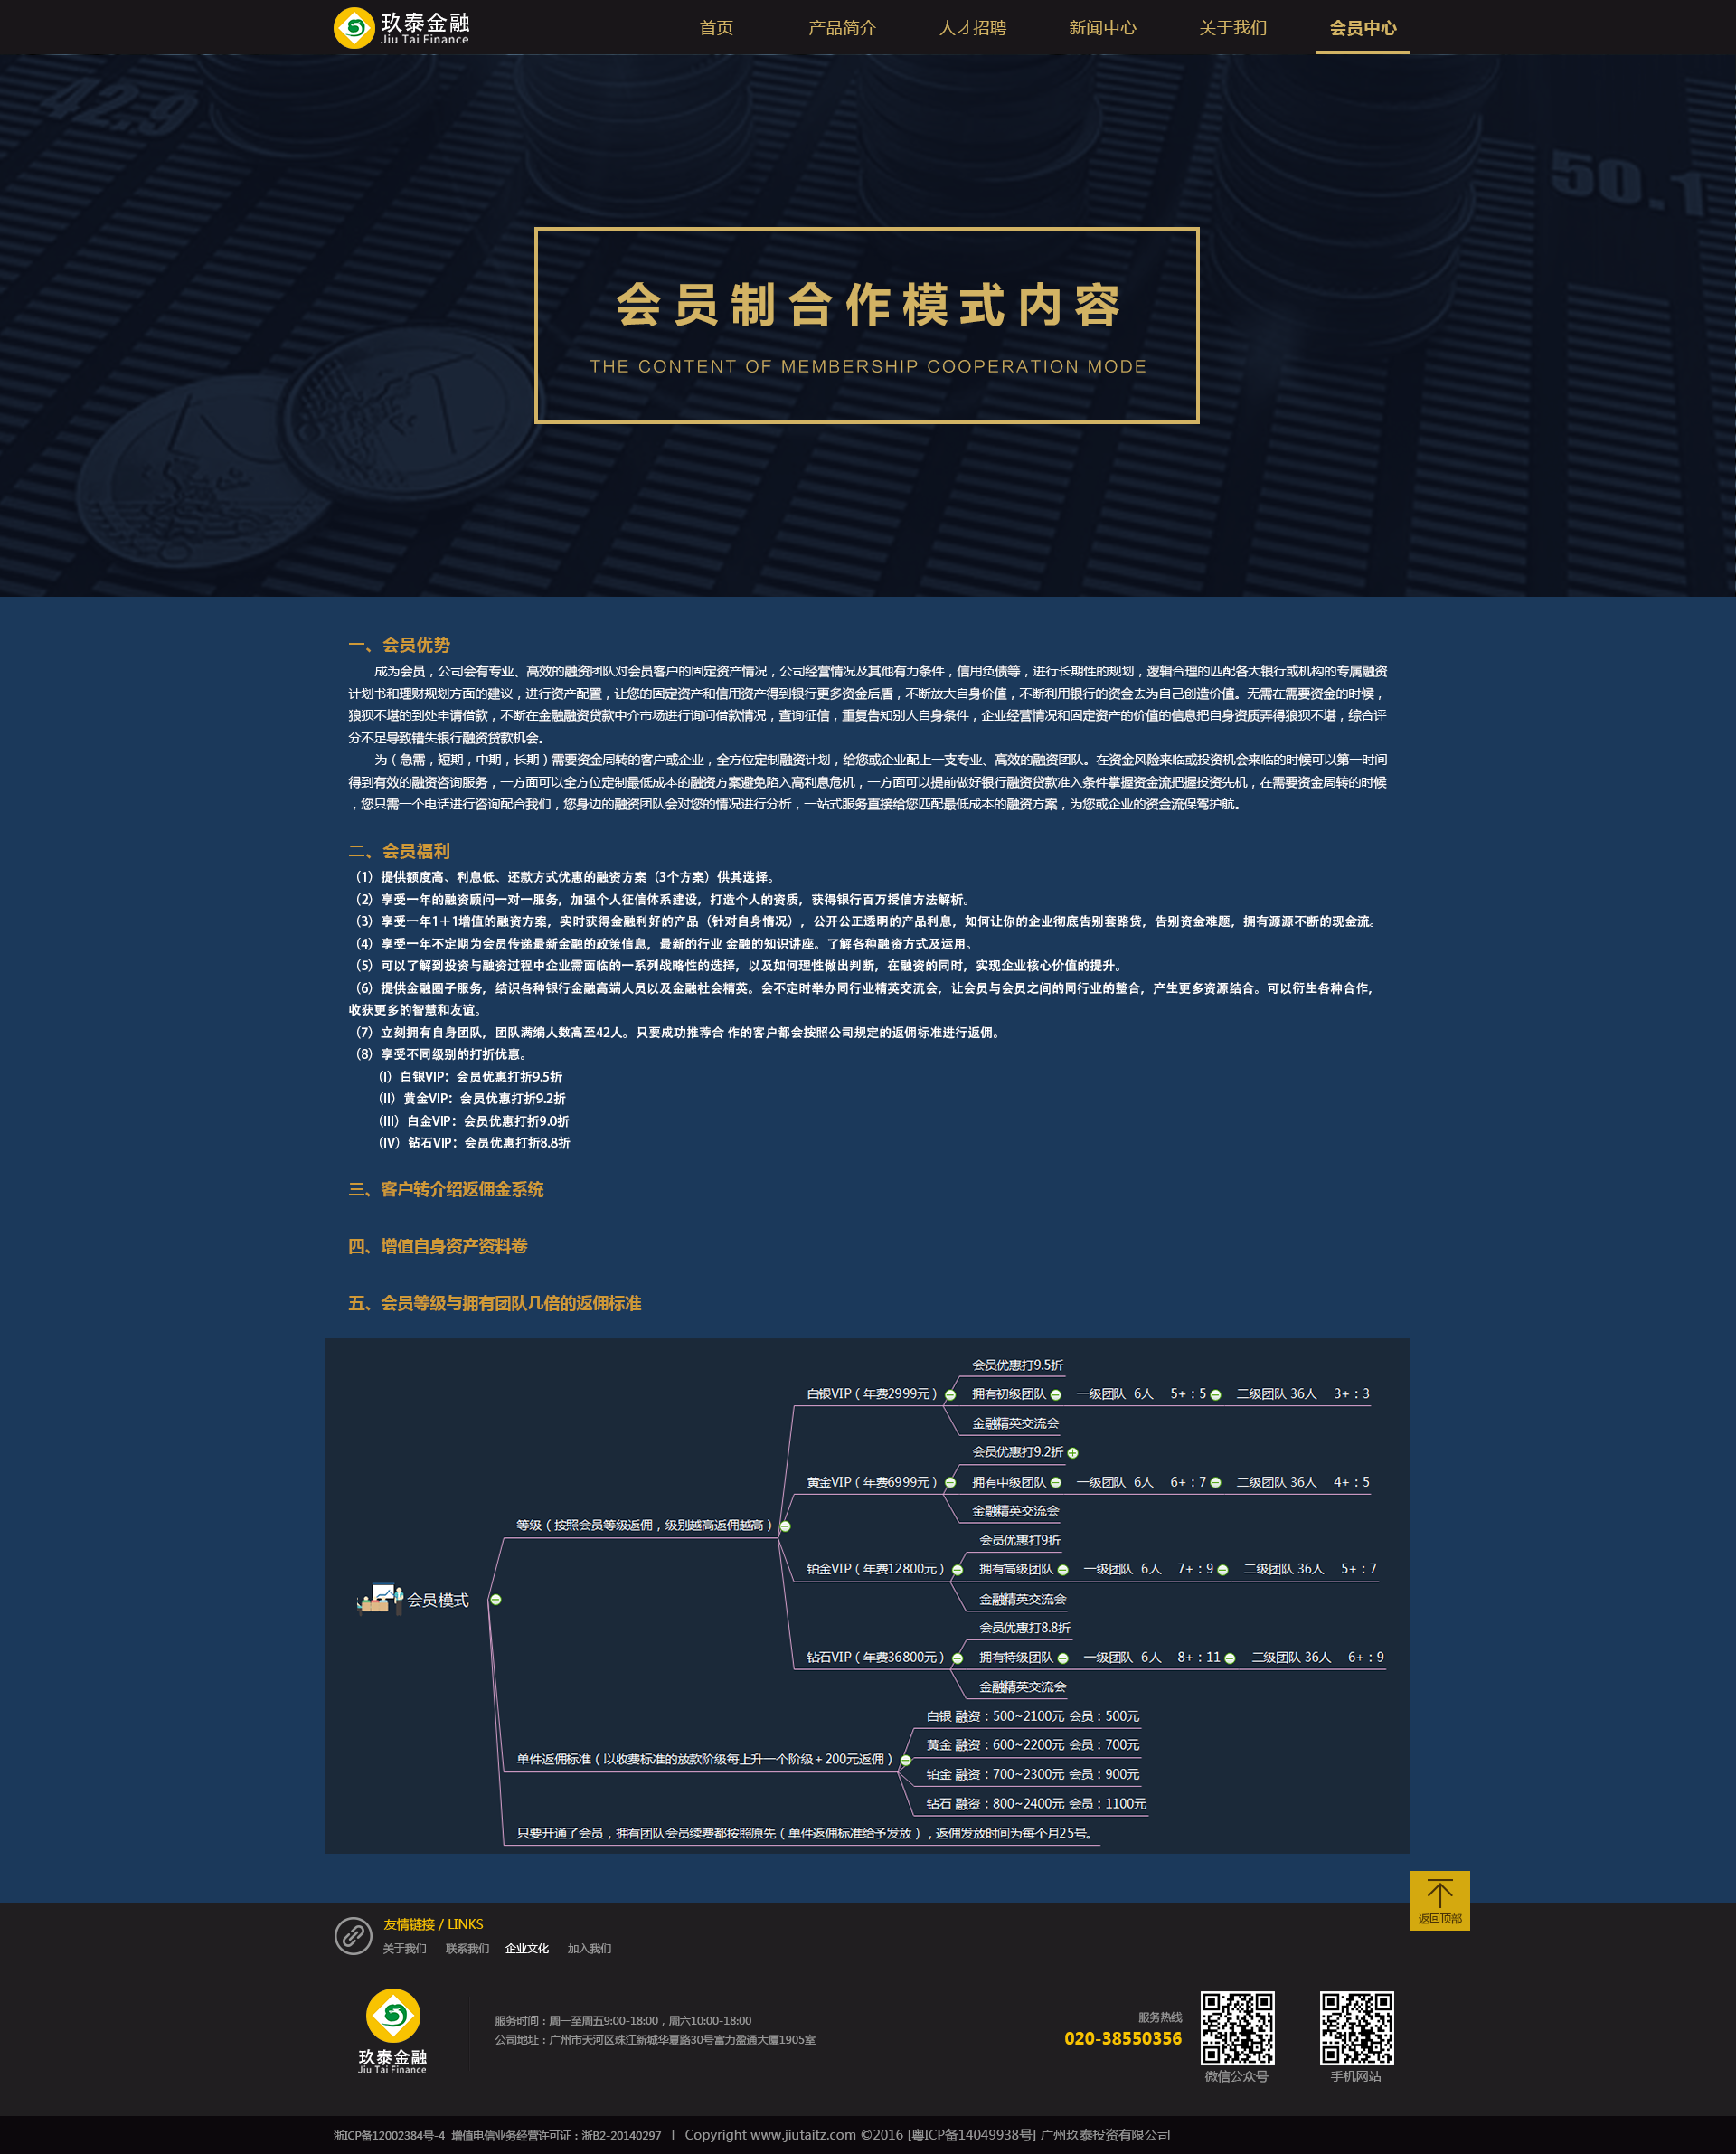 玖泰金融
Jiu Tai Finance
首页 产品简介 人才招聘 新闻中心 关于我们 会员中心
42.9
50.1
会员制合作模式内容
THE CONTENT OF MEMBERSHIP COOPERATION MODE
一、会员优势
成为会员，公司会有专业、高效的融资团队对会员客户的固定资产情况，公司经营情况及其他有力条件，信用负债等，进行长期性的规划，逻辑合理的匹配各大银行或机构的专属融资
计划书和理财规划方面的建议，进行资产配置，让您的固定资产和信用资产得到银行更多资金后盾，不断放大自身价值，不断利用银行的资金去为自己创造价值。无需在需要资金的时候，
狼狈不堪的到处申请借款，不断在金融融资贷款中介市场进行询问借款情况，查询征信，重复告知别人自身条件，企业经营情况和固定资产的价值的信息把自身资质弄得狼狈不堪，综合评
分不足导致错失银行融资贷款机会。
为（急需，短期，中期，长期）需要资金周转的客户或企业，全方位定制融资计划，给您或企业配上一支专业、高效的融资团队。在资金风险来临或投资机会来临的时候可以第一时间
得到有效的融资咨询服务，一方面可以全方位定制最低成本的融资方案避免陷入高利息危机，一方面可以提前做好银行融资贷款准入条件掌握资金流把握投资先机，在需要资金周转的时候
，您只需一个电话进行咨询配合我们，您身边的融资团队会对您的情况进行分析，一站式服务直接给您匹配最低成本的融资方案，为您或企业的资金流保驾护航。
二、会员福利
（1）提供额度高、利息低、还款方式优惠的融资方案（3个方案）供其选择。
（2）享受一年的融资顾问一对一服务，加强个人征信体系建设，打造个人的资质，获得银行百万授信方法解析。
（3）享受一年1＋1增值的融资方案，实时获得金融利好的产品（针对自身情况），公开公正透明的产品利息，如何让你的企业彻底告别套路贷，告别资金难题，拥有源源不断的现金流。
（4）享受一年不定期为会员传递最新金融的政策信息，最新的行业 金融的知识讲座。了解各种融资方式及运用。
（5）可以了解到投资与融资过程中企业需面临的一系列战略性的选择，以及如何理性做出判断，在融资的同时，实现企业核心价值的提升。
（6）提供金融圈子服务，结识各种银行金融高端人员以及金融社会精英。会不定时举办同行业精英交流会，让会员与会员之间的同行业的整合，产生更多资源结合。可以衍生各种合作，
收获更多的智慧和友谊。
（7）立刻拥有自身团队，团队满编人数高至42人。只要成功推荐合 作的客户都会按照公司规定的返佣标准进行返佣。
（8）享受不同级别的打折优惠。
（I）白银VIP：会员优惠打折9.5折
（II）黄金VIP：会员优惠打折9.2折
（III）白金VIP：会员优惠打折9.0折
（IV）钻石VIP：会员优惠打折8.8折
三、客户转介绍返佣金系统
四、增值自身资产资料卷
五、会员等级与拥有团队几倍的返佣标准
会员模式
等级（按照会员等级返佣，级别越高返佣越高）
白银VIP（年费2999元）
会员优惠打9.5折
拥有初级团队 一级团队 6人 5+：5 二级团队 36人 3+：3
金融精英交流会
黄金VIP（年费6999元）
会员优惠打9.2折
拥有中级团队 一级团队 6人 6+：7 二级团队 36人 4+：5
金融精英交流会
铂金VIP（年费12800元）
会员优惠打9折
拥有高级团队 一级团队 6人 7+：9 二级团队 36人 5+：7
金融精英交流会
钻石VIP（年费36800元）
会员优惠打8.8折
拥有特级团队 一级团队 6人 8+：11 二级团队 36人 6+：9
金融精英交流会
单件返佣标准（以收费标准的放款阶级每上升一个阶级＋200元返佣）
白银 融资：500~2100元 会员：500元
黄金 融资：600~2200元 会员：700元
铂金 融资：700~2300元 会员：900元
钻石 融资：800~2400元 会员：1100元
只要开通了会员，拥有团队会员续费都按照原先（单件返佣标准给予发放），返佣发放时间为每个月25号。
返回顶部
友情链接 / LINKS
关于我们 联系我们 企业文化 加入我们
玖泰金融
Jiu Tai Finance
服务时间：周一至周五9:00-18:00，周六10:00-18:00
公司地址：广州市天河区珠江新城华夏路30号富力盈通大厦1905室
服务热线
020-38550356
微信公众号
手机网站
浙ICP备12002384号-4 增值电信业务经营许可证：浙B2-20140297 | Copyright www.jiutaitz.com ©2016 [粤ICP备14049938号] 广州玖泰投资有限公司